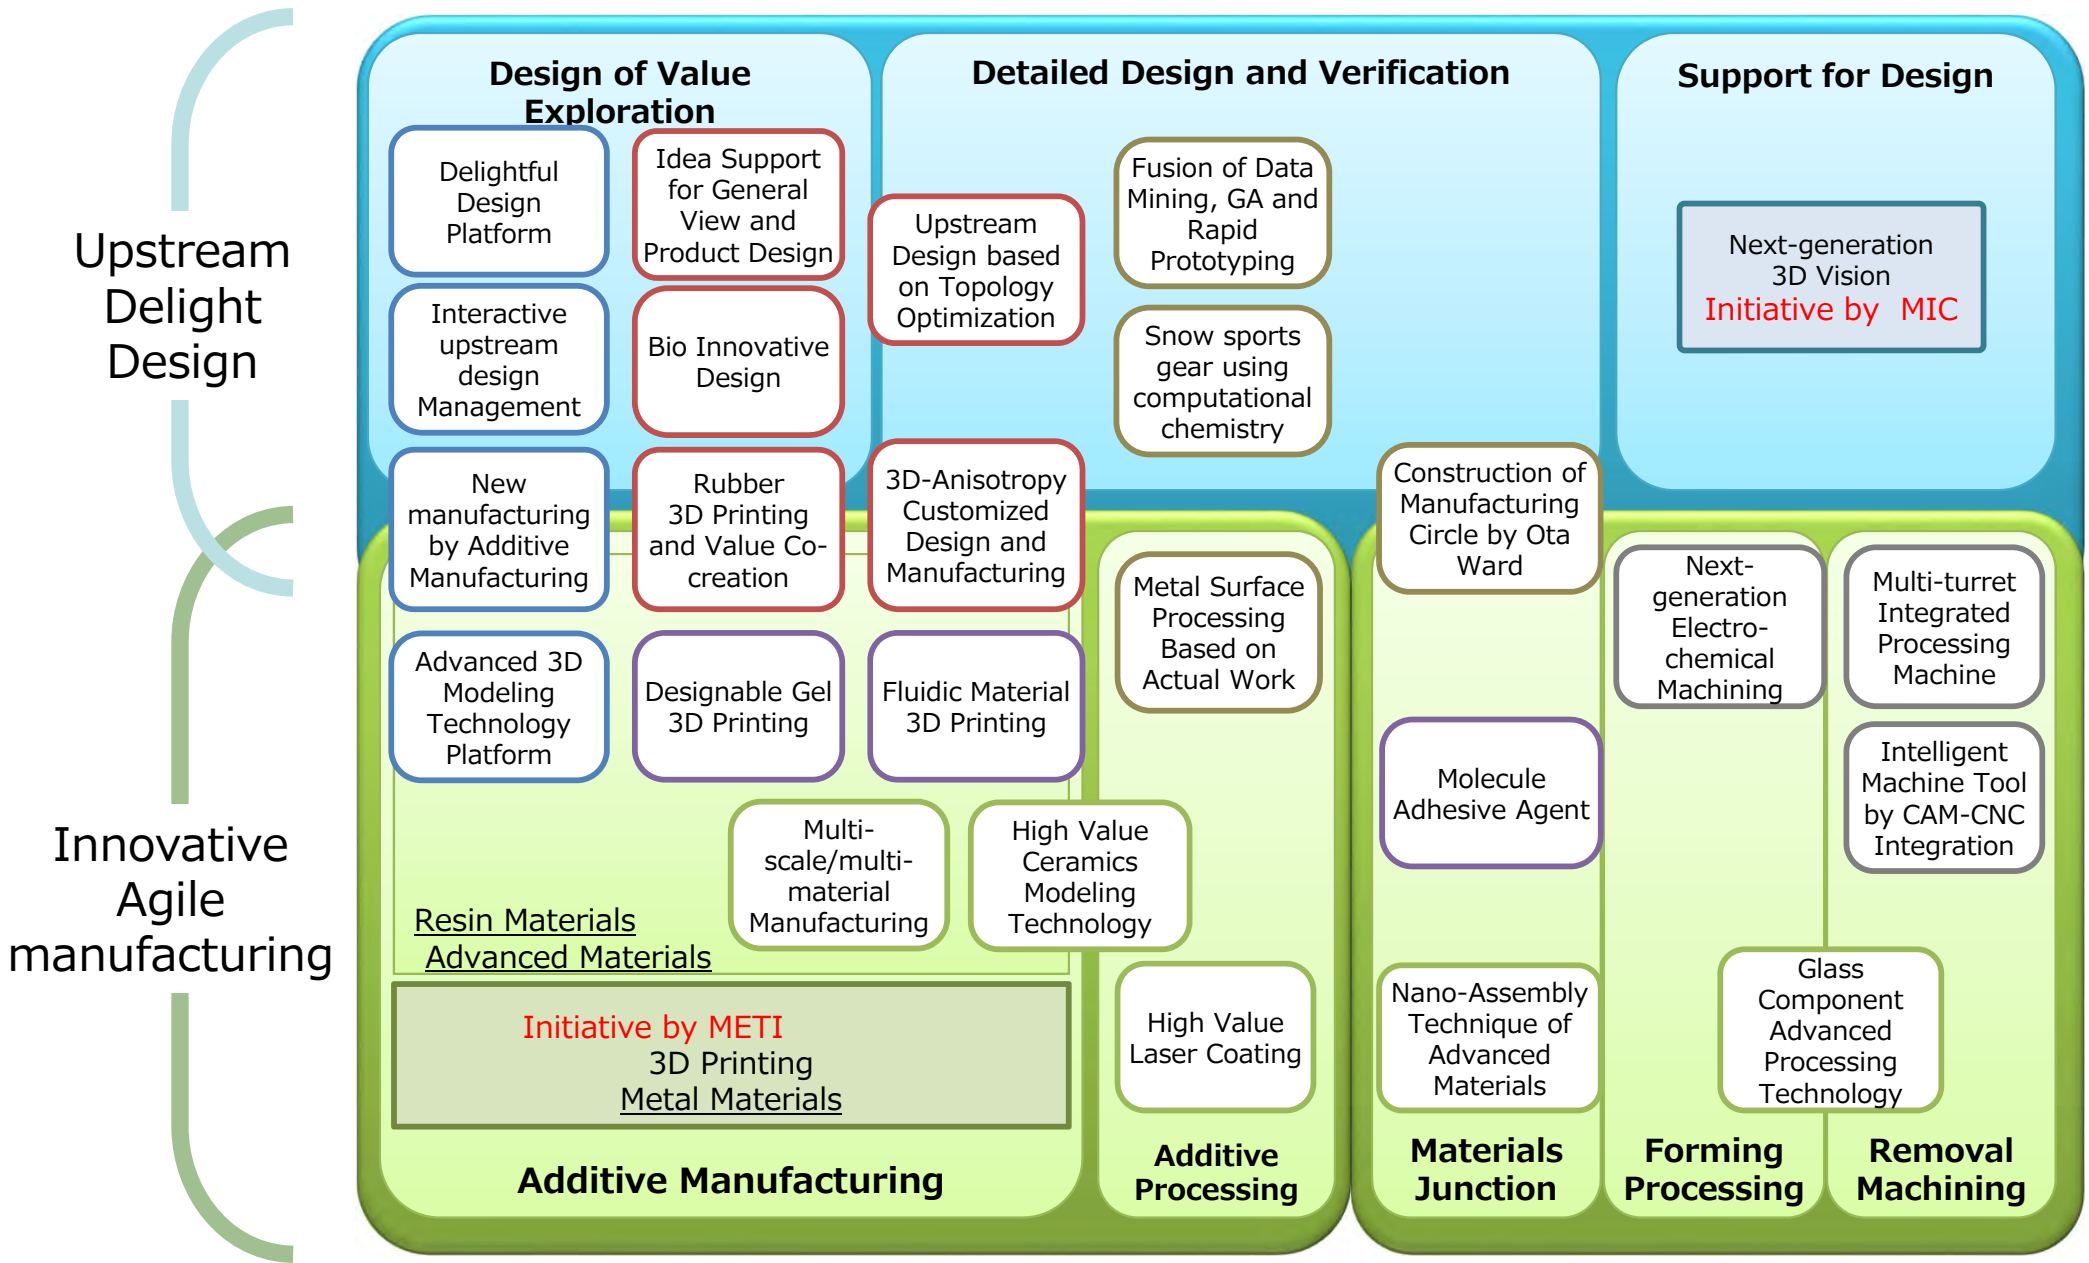 Upstream
Delight
Design
Innovative
Agile
manufacturing
Design of Value
Exploration
Detailed Design and Verification
Support for Design
Delightful
Design
Platform
Idea Support
for General
View and
Product Design
Upstream
Design based
on Topology
Optimization
Fusion of Data
Mining, GA and
Rapid
Prototyping
Next-generation
3D Vision
Initiative by MIC
Interactive
upstream
design
Management
Bio Innovative
Design
Snow sports
gear using
computational
chemistry
New
manufacturing
by Additive
Manufacturing
Rubber
3D Printing
and Value Co-
creation
3D-Anisotropy
Customized
Design and
Manufacturing
Construction of
Manufacturing
Circle by Ota
Ward
Metal Surface
Processing
Based on
Actual Work
Next-
generation
Electro-
chemical
Machining
Multi-turret
Integrated
Processing
Machine
Advanced 3D
Modeling
Technology
Platform
Designable Gel
3D Printing
Fluidic Material
3D Printing
Molecule
Adhesive Agent
Intelligent
Machine Tool
by CAM-CNC
Integration
Multi-
scale/multi-
material
Manufacturing
High Value
Ceramics
Modeling
Technology
Resin Materials
Advanced Materials
Initiative by METI
3D Printing
Metal Materials
High Value
Laser Coating
Nano-Assembly
Technique of
Advanced
Materials
Glass
Component
Advanced
Processing
Technology
Additive Manufacturing
Additive
Processing
Materials
Junction
Forming
Processing
Removal
Machining